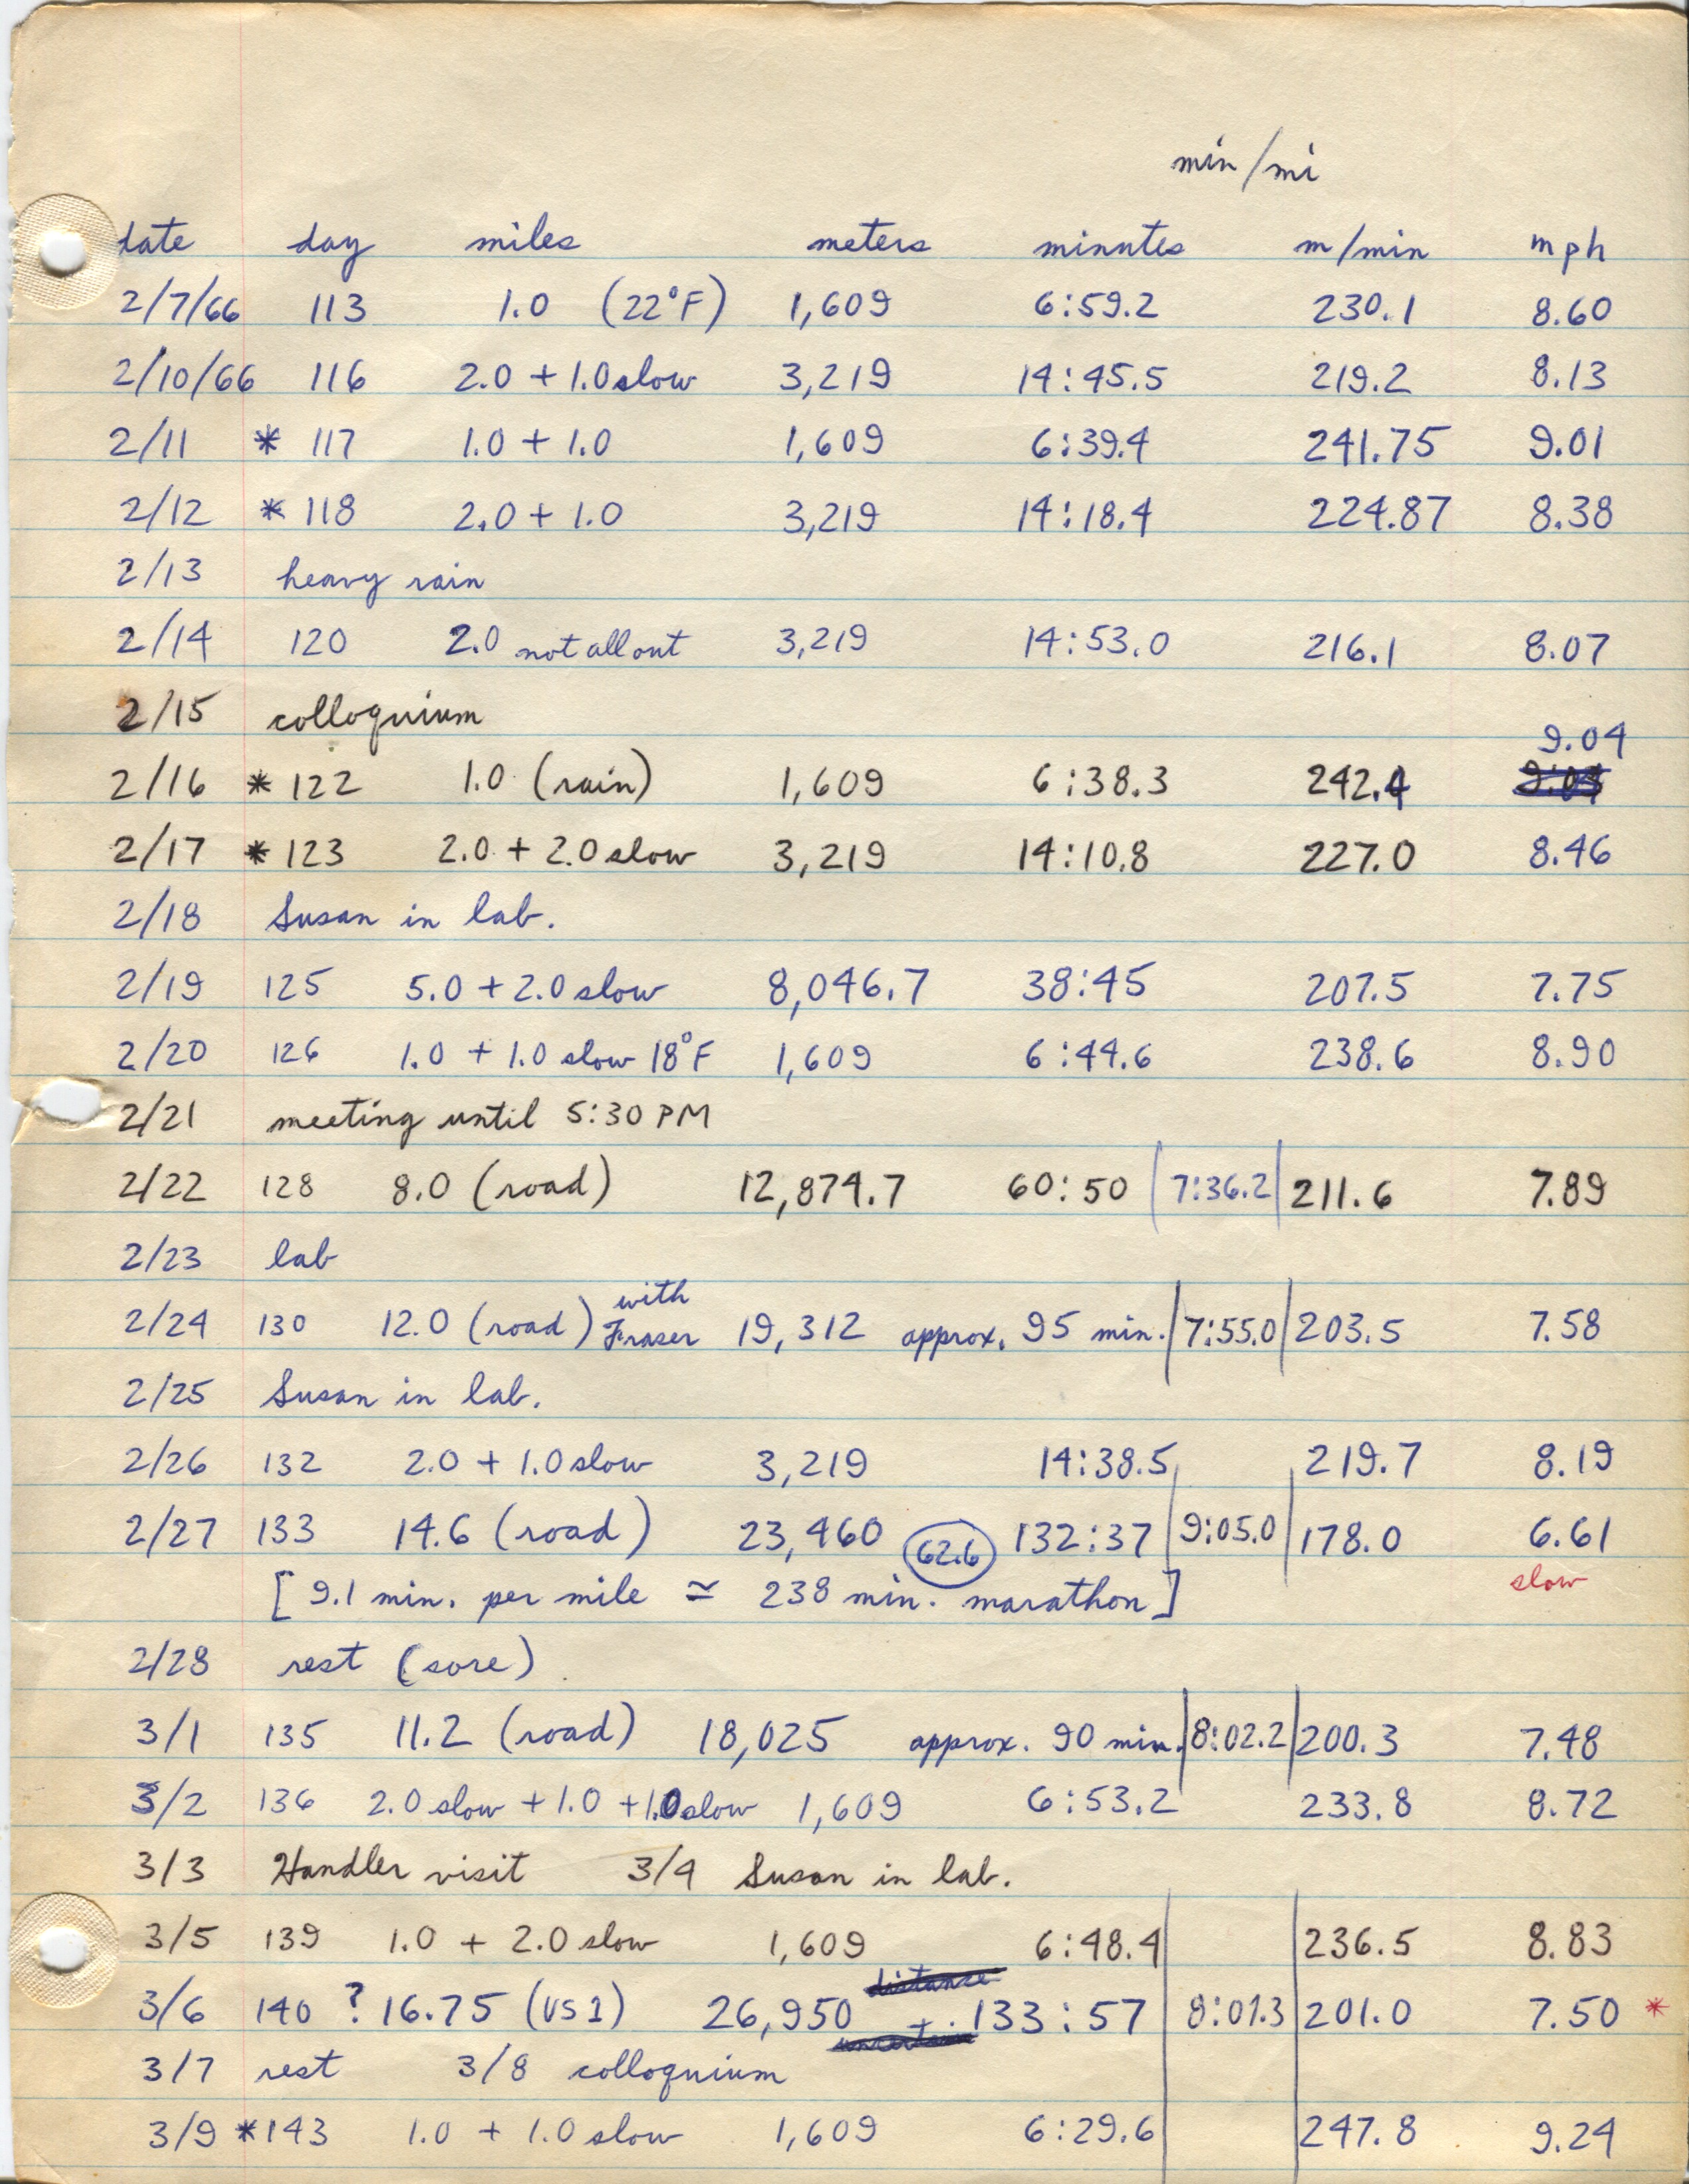 min/mi
date day miles meters minutes m/min mph
2/7/66 113 1.0 (22°F) 1,609 6:59.2 230.1 8.60
2/10/66 116 2.0 + 1.0 slow 3,219 14:45.5 219.2 8.13
2/11 * 117 1.0 + 1.0 1,609 6:39.4 241.75 9.01
2/12 * 118 2.0 + 1.0 3,219 14:18.4 224.87 8.38
2/13 heavy rain
2/14 120 2.0 not all out 3,219 14:53.0 216.1 8.07
2/15 colloquium
9.04
2/16 * 122 1.0 (rain) 1,609 6:38.3 242.4
2/17 * 123 2.0 + 2.0 slow 3,219 14:10.8 227.0 8.46
2/18 Susan in lab.
2/19 125 5.0 + 2.0 slow 8,046.7 38:45 207.5 7.75
2/20 126 1.0 + 1.0 slow 18°F 1,609 6:44.6 238.6 8.90
2/21 meeting until 5:30 PM
2/22 128 8.0 (road) 12,874.7 60:50 7:36.2 211.6 7.89
2/23 lab
with
2/24 130 12.0 (road) Fraser 19,312 approx. 95 min. 7:55.0 203.5 7.58
2/25 Susan in lab.
2/26 132 2.0 + 1.0 slow 3,219 14:38.5 219.7 8.19
2/27 133 14.6 (road) 23,460 62.6 132:37 9:05.0 178.0 6.61
slow
[9.1 min. per mile ≃ 238 min. marathon]
2/28 rest (sore)
3/1 135 11.2 (road) 18,025 approx. 90 min. 8:02.2 200.3 7.48
3/2 136 2.0 slow + 1.0 + 1.0 slow 1,609 6:53.2 233.8 8.72
3/3 Handler visit 3/4 Susan in lab.
3/5 139 1.0 + 2.0 slow 1,609 6:48.4 236.5 8.83
distance
3/6 140 ? 16.75 (US1) 26,950 133:57 8:01.3 201.0 7.50 *
uncertain
3/7 rest 3/8 colloquium
3/9 * 143 1.0 + 1.0 slow 1,609 6:29.6 247.8 9.24